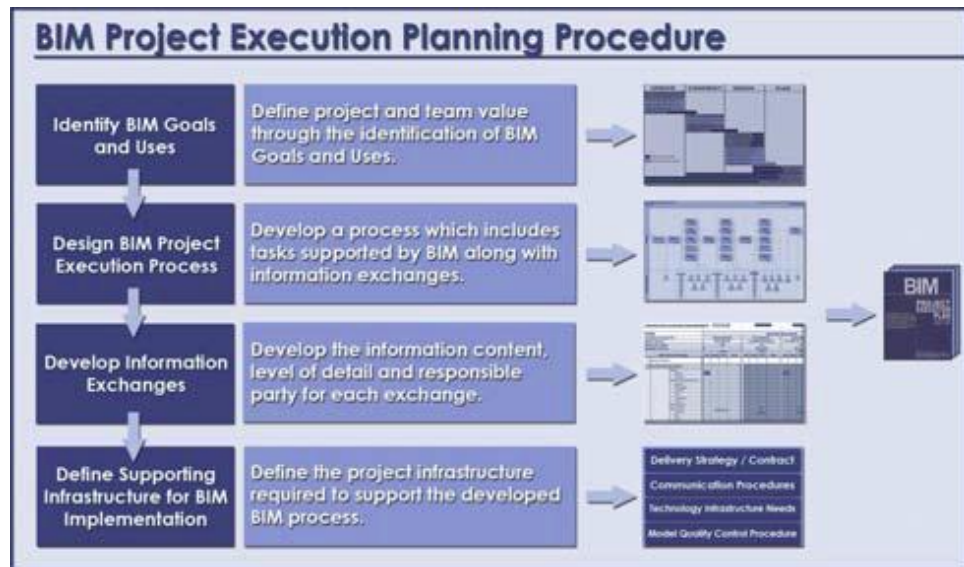 BIM Project Execution Planning Procedure
Identify BIM Goals
and Uses
Define project and team value
through the identification of BIM
Goals and Uses.
Design BIM Project
Execution Process
Develop a process which includes
tasks supported by BIM along with
information exchanges.
Develop Information
Exchanges
Develop the information content,
level of detail and responsible
party for each exchange.
Define Supporting
Infrastructure for BIM
Implementation
Define the project infrastructure
required to support the developed
BIM process.
Delivery Strategy / Contract
Communication Procedures
Technology Infrastructure Needs
Model Quality Control Procedure
BIM